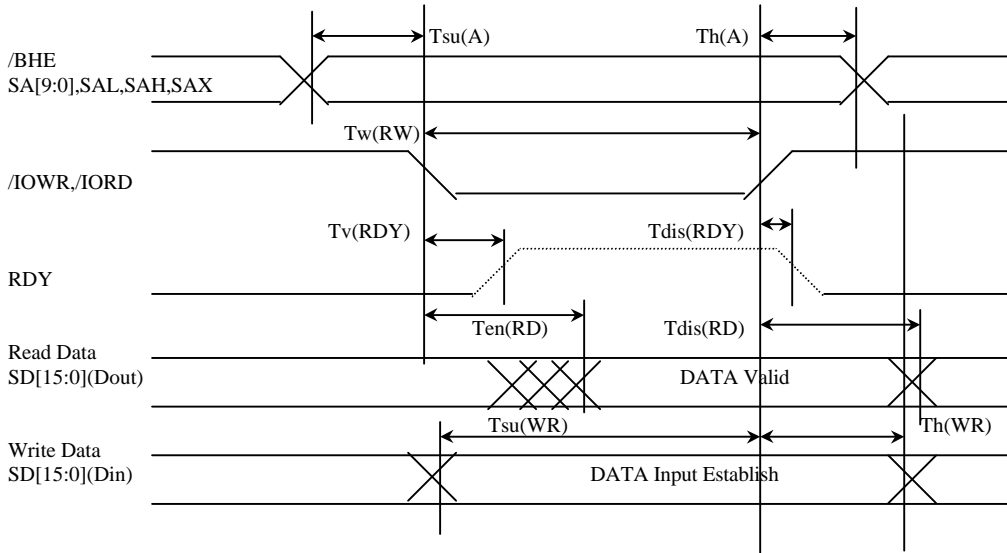 Tsu(A)
Th(A)
/BHE
SA[9:0],SAL,SAH,SAX
Tw(RW)
/IOWR,/IORD
Tv(RDY)
Tdis(RDY)
RDY
Ten(RD)
Tdis(RD)
Read Data
SD[15:0](Dout)
DATA Valid
Tsu(WR)
Th(WR)
Write Data
SD[15:0](Din)
DATA Input Establish